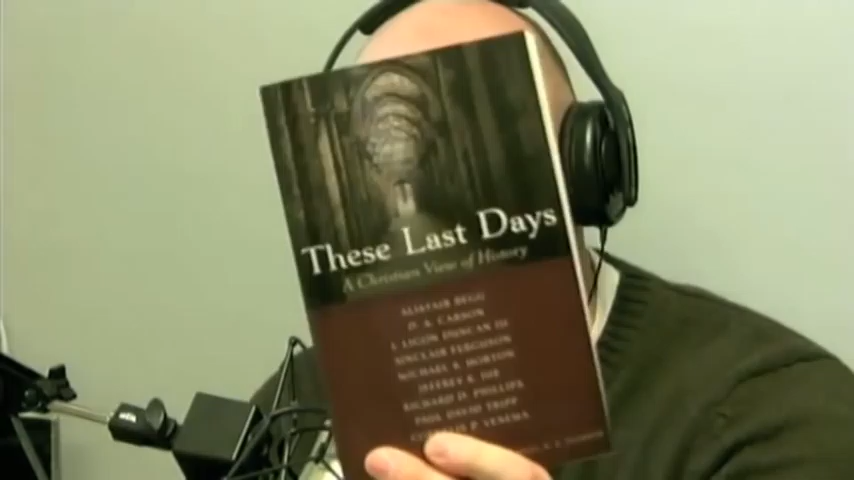 These Last Days
A Christian View of History
ALISTAIR BEGG
D. A. CARSON
J. LIGON DUNCAN III
SINCLAIR FERGUSON
MICHAEL S. HORTON
JEFFREY K. JUE
RICHARD D. PHILLIPS
PAUL DAVID TRIPP
CORNELIS P. VENEMA